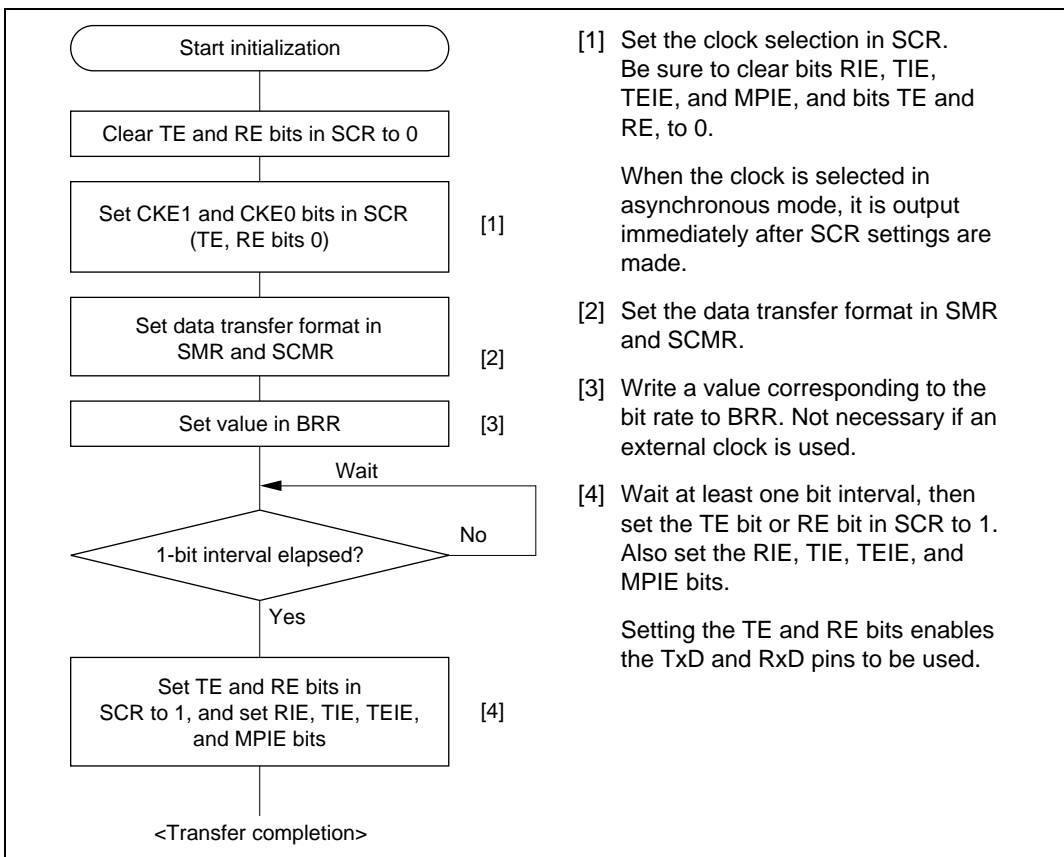 Start initialization
Clear TE and RE bits in SCR to 0
Set CKE1 and CKE0 bits in SCR
(TE, RE bits 0)
[1]
Set data transfer format in
SMR and SCMR
[2]
Set value in BRR
[3]
Wait
No
1-bit interval elapsed?
Yes
Set TE and RE bits in
SCR to 1, and set RIE, TIE, TEIE,
and MPIE bits
[4]
<Transfer completion>
[1] Set the clock selection in SCR.
Be sure to clear bits RIE, TIE,
TEIE, and MPIE, and bits TE and
RE, to 0.
When the clock is selected in
asynchronous mode, it is output
immediately after SCR settings are
made.
[2] Set the data transfer format in SMR
and SCMR.
[3] Write a value corresponding to the
bit rate to BRR. Not necessary if an
external clock is used.
[4] Wait at least one bit interval, then
set the TE bit or RE bit in SCR to 1.
Also set the RIE, TIE, TEIE, and
MPIE bits.
Setting the TE and RE bits enables
the TxD and RxD pins to be used.